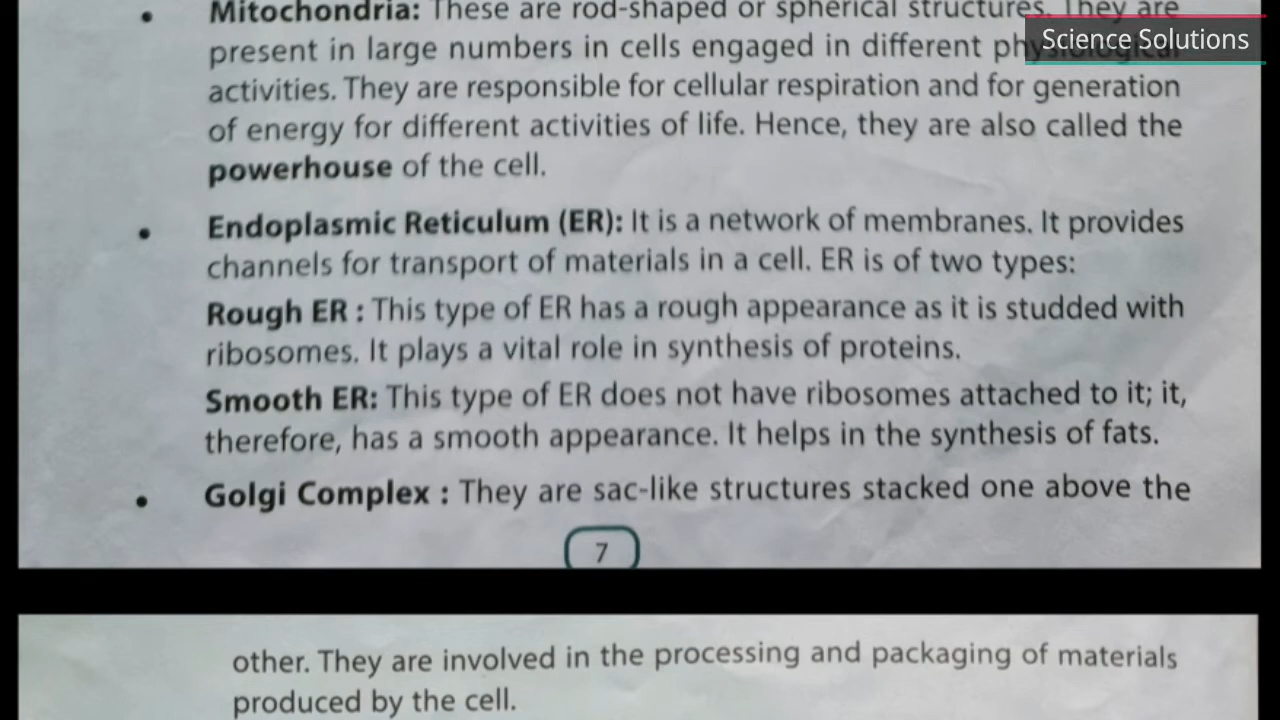 • Mitochondria: These are rod-shaped or spherical structures. They are
Science Solutions
present in large numbers in cells engaged in different physiological
activities. They are responsible for cellular respiration and for generation
of energy for different activities of life. Hence, they are also called the
powerhouse of the cell.
• Endoplasmic Reticulum (ER): It is a network of membranes. It provides
channels for transport of materials in a cell. ER is of two types:
Rough ER : This type of ER has a rough appearance as it is studded with
ribosomes. It plays a vital role in synthesis of proteins.
Smooth ER: This type of ER does not have ribosomes attached to it; it,
therefore, has a smooth appearance. It helps in the synthesis of fats.
• Golgi Complex : They are sac-like structures stacked one above the
7
other. They are involved in the processing and packaging of materials
produced by the cell.